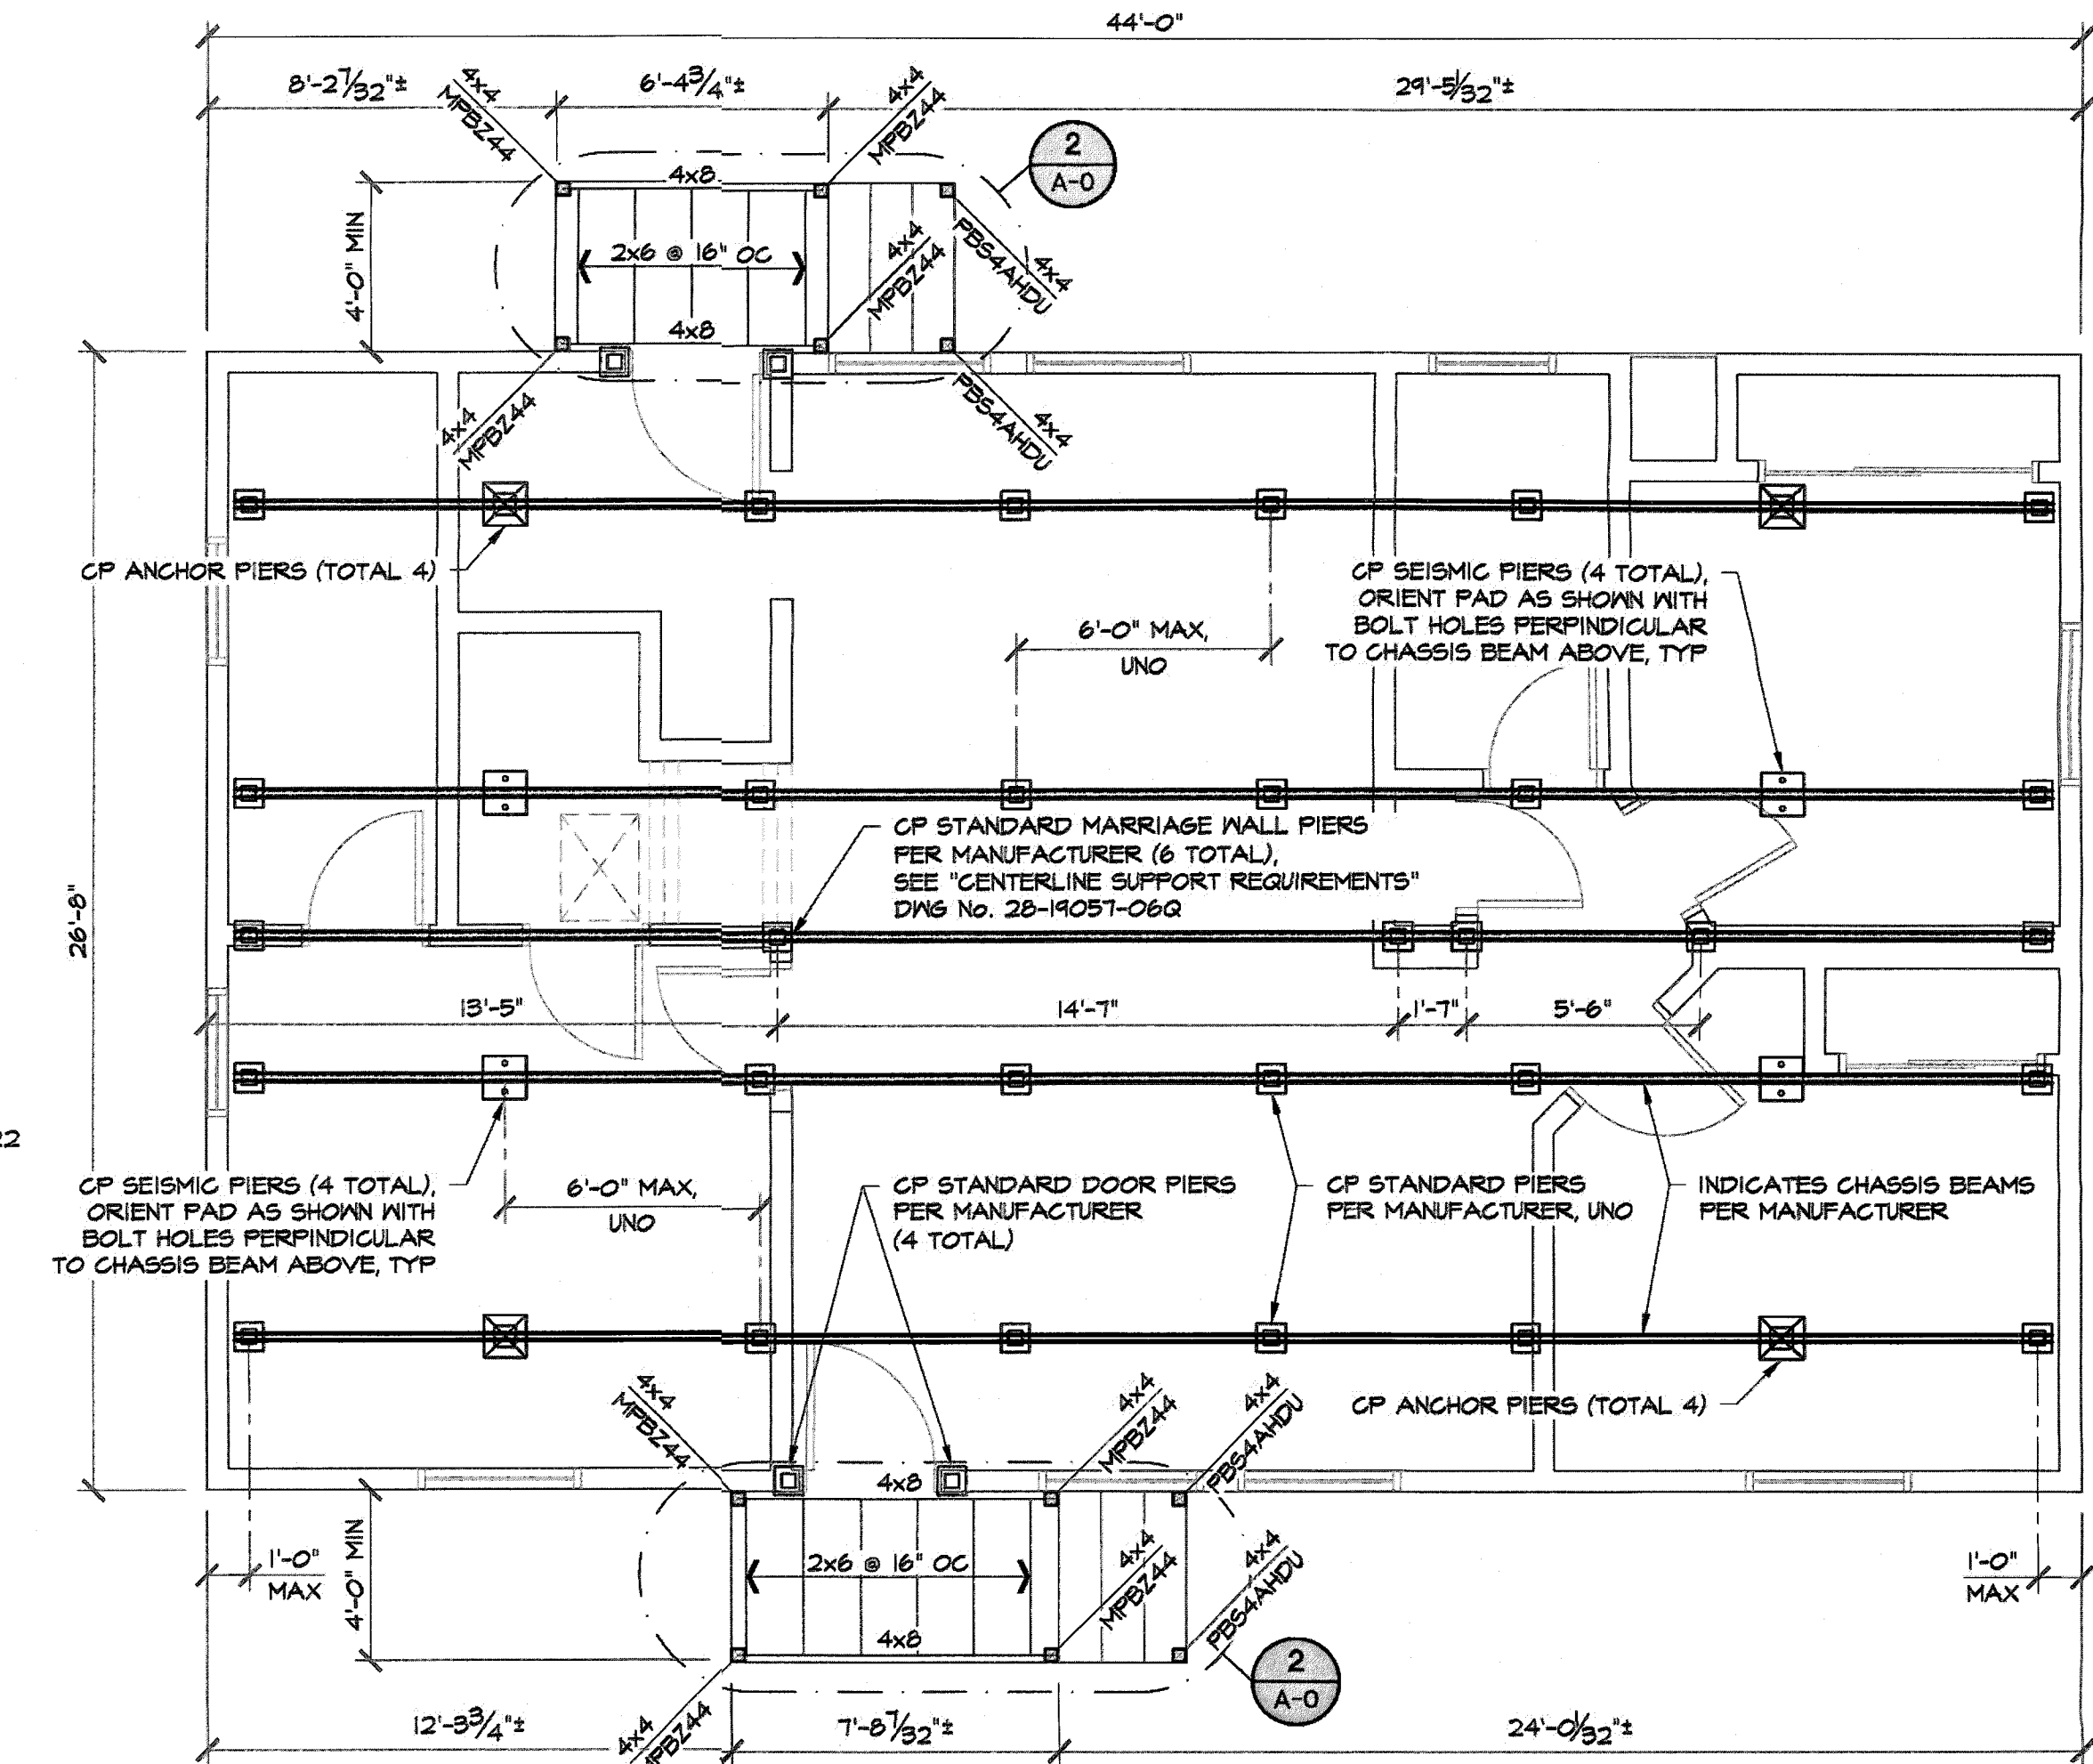 44'-0"
8'-2 7/32"±
6'-4 3/4"±
29'-5/32"±
4x4
MPBZ44
4x4
MPBZ44
2
A-0
4x8
4'-0" MIN
2x6 @ 16" OC
4x4
MPBZ44
4x4
PBS4AHDU
4x8
4x4
MPBZ44
4x4
PBS4AHDU
CP ANCHOR PIERS (TOTAL 4)
CP SEISMIC PIERS (4 TOTAL),
ORIENT PAD AS SHOWN WITH
BOLT HOLES PERPINDICULAR
TO CHASSIS BEAM ABOVE, TYP
6'-0" MAX,
UNO
CP STANDARD MARRIAGE WALL PIERS
PER MANUFACTURER (6 TOTAL),
SEE "CENTERLINE SUPPORT REQUIREMENTS"
DWG No. 28-19057-06Q
26'-8"
13'-5"
14'-7"
1'-7"
5'-6"
22
CP SEISMIC PIERS (4 TOTAL),
ORIENT PAD AS SHOWN WITH
BOLT HOLES PERPINDICULAR
TO CHASSIS BEAM ABOVE, TYP
6'-0" MAX,
UNO
CP STANDARD DOOR PIERS
PER MANUFACTURER
(4 TOTAL)
CP STANDARD PIERS
PER MANUFACTURER, UNO
INDICATES CHASSIS BEAMS
PER MANUFACTURER
CP ANCHOR PIERS (TOTAL 4)
4x4
MPBZ44
4x4
MPBZ44
4x4
PBS4AHDU
4x8
1'-0"
MAX
4'-0" MIN
2x6 @ 16" OC
4x4
MPBZ44
4x4
PBS4AHDU
1'-0"
MAX
4x8
4x4
MPBZ44
2
A-0
12'-3 3/4"±
7'-8 7/32"±
24'-0 1/32"±